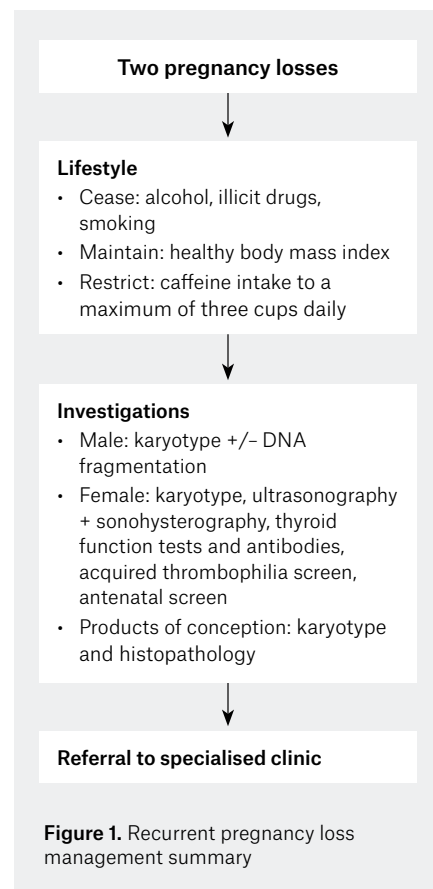 Two pregnancy losses
Lifestyle
• Cease: alcohol, illicit drugs,
smoking
• Maintain: healthy body mass index
• Restrict: caffeine intake to a
maximum of three cups daily
Investigations
• Male: karyotype +/– DNA
fragmentation
• Female: karyotype, ultrasonography
+ sonohysterography, thyroid
function tests and antibodies,
acquired thrombophilia screen,
antenatal screen
• Products of conception: karyotype
and histopathology
Referral to specialised clinic
Figure 1. Recurrent pregnancy loss
management summary